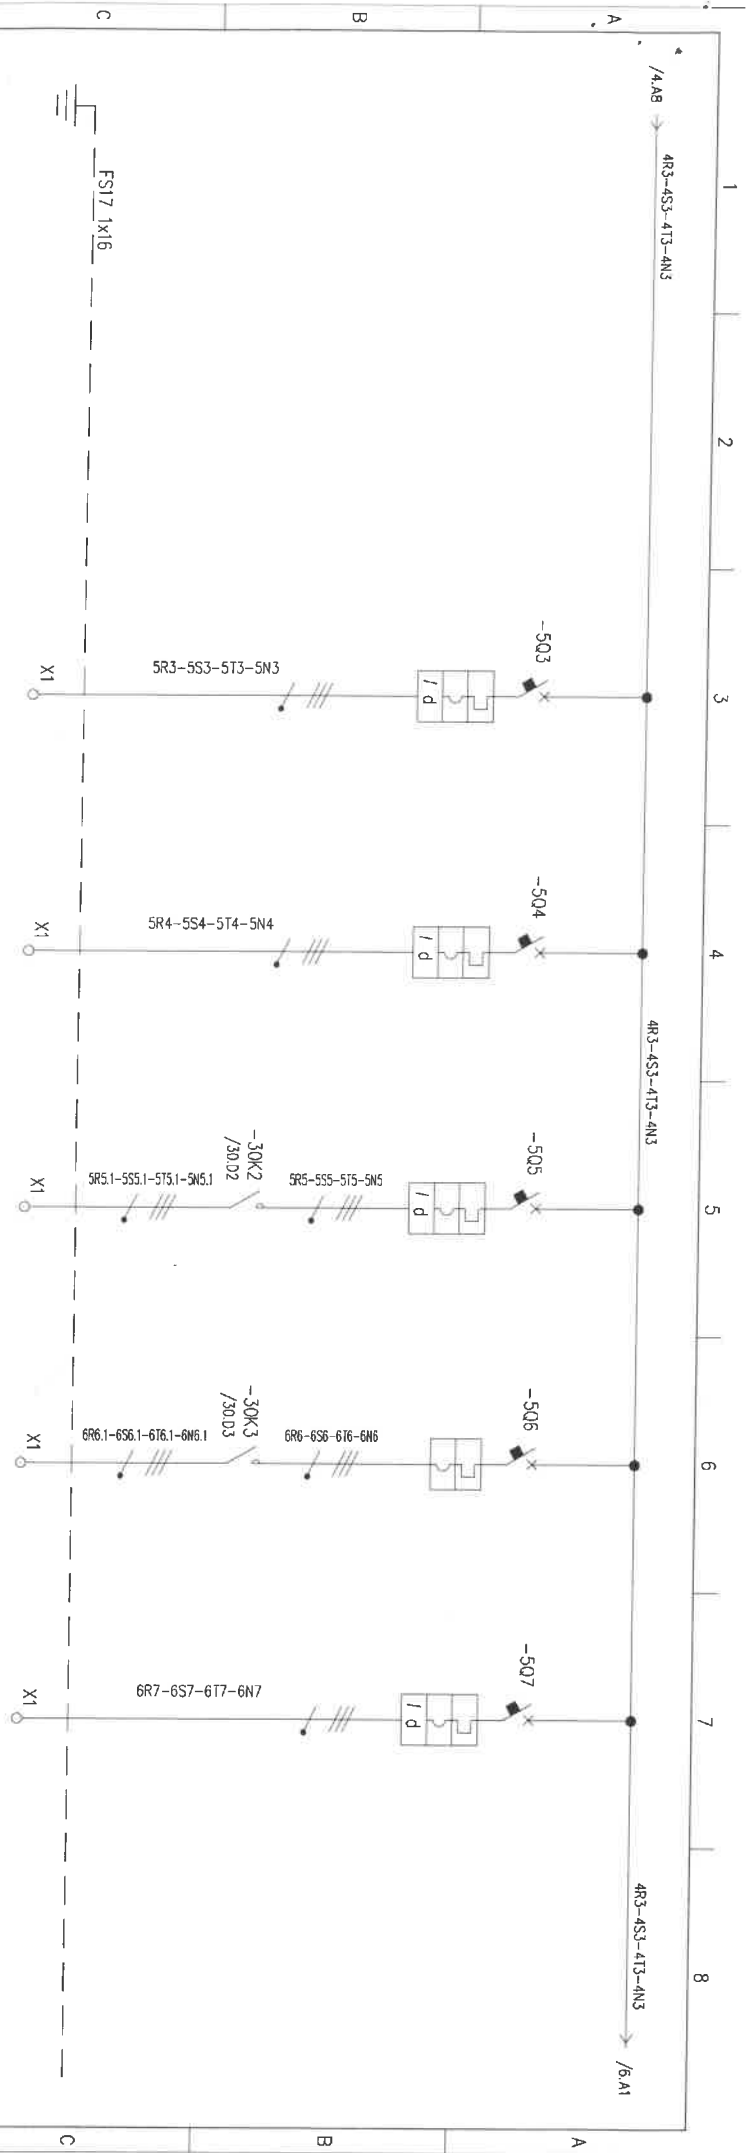 1
2
3
4
5
6
7
8
A
B
C
/4.A8
4R3-4S3-4T3-4N3
4R3-4S3-4T3-4N3
4R3-4S3-4T3-4N3
/6.A1
-5Q3
I d
5R3-5S3-5T3-5N3
X1
-5Q4
I d
5R4-5S4-5T4-5N4
X1
-5Q5
I d
5R5-5S5-5T5-5N5
-30K2
/30.D2
5R5.1-5S5.1-5T5.1-5N5.1
X1
-5Q6
6R6-6S6-6T6-6N6
-30K3
/30.D3
6R6.1-6S6.1-6T6.1-6N6.1
X1
-5Q7
I d
6R7-6S7-6T7-6N7
X1
FS17 1x16
A
B
C